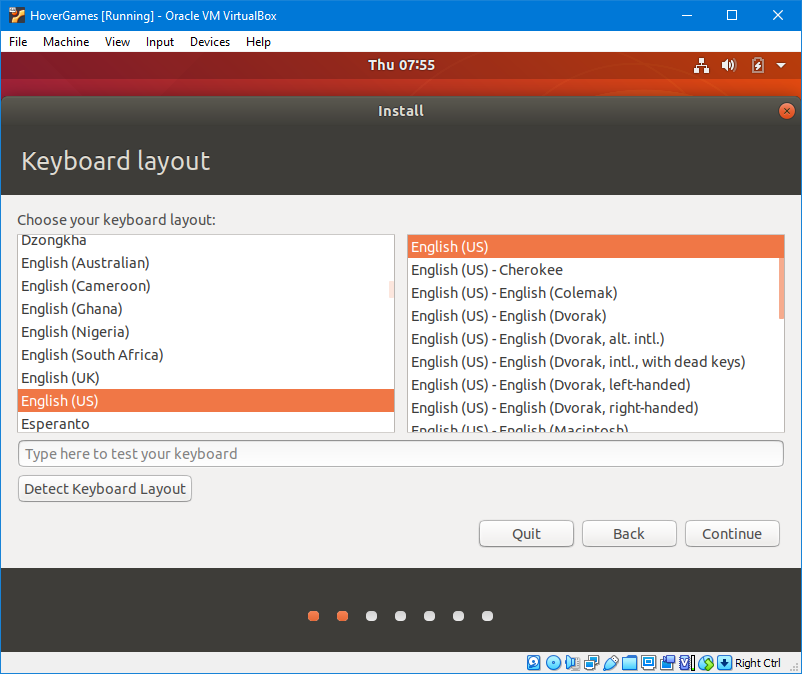 HoverGames [Running] - Oracle VM VirtualBox
File Machine View Input Devices Help
Thu 07:55
Install
Keyboard layout
Choose your keyboard layout:
Dzongkha
English (Australian)
English (Cameroon)
English (Ghana)
English (Nigeria)
English (South Africa)
English (UK)
English (US)
Esperanto
English (US)
English (US) - Cherokee
English (US) - English (Colemak)
English (US) - English (Dvorak)
English (US) - English (Dvorak, alt. intl.)
English (US) - English (Dvorak, intl., with dead keys)
English (US) - English (Dvorak, left-handed)
English (US) - English (Dvorak, right-handed)
English (US) - English (Macintosh)
Type here to test your keyboard
Detect Keyboard Layout
Quit Back Continue
Right Ctrl